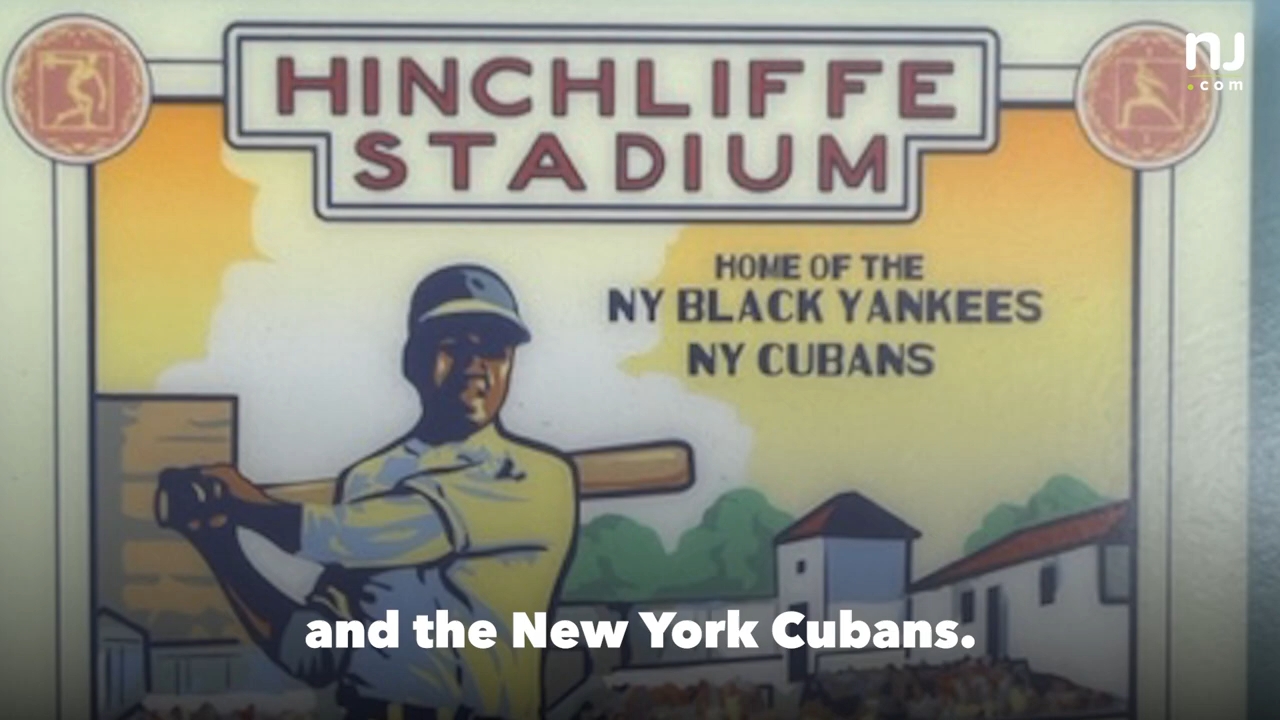 HINCHLIFFE
STADIUM
nj
.com
HOME OF THE
NY BLACK YANKEES
NY CUBANS
and the New York Cubans.